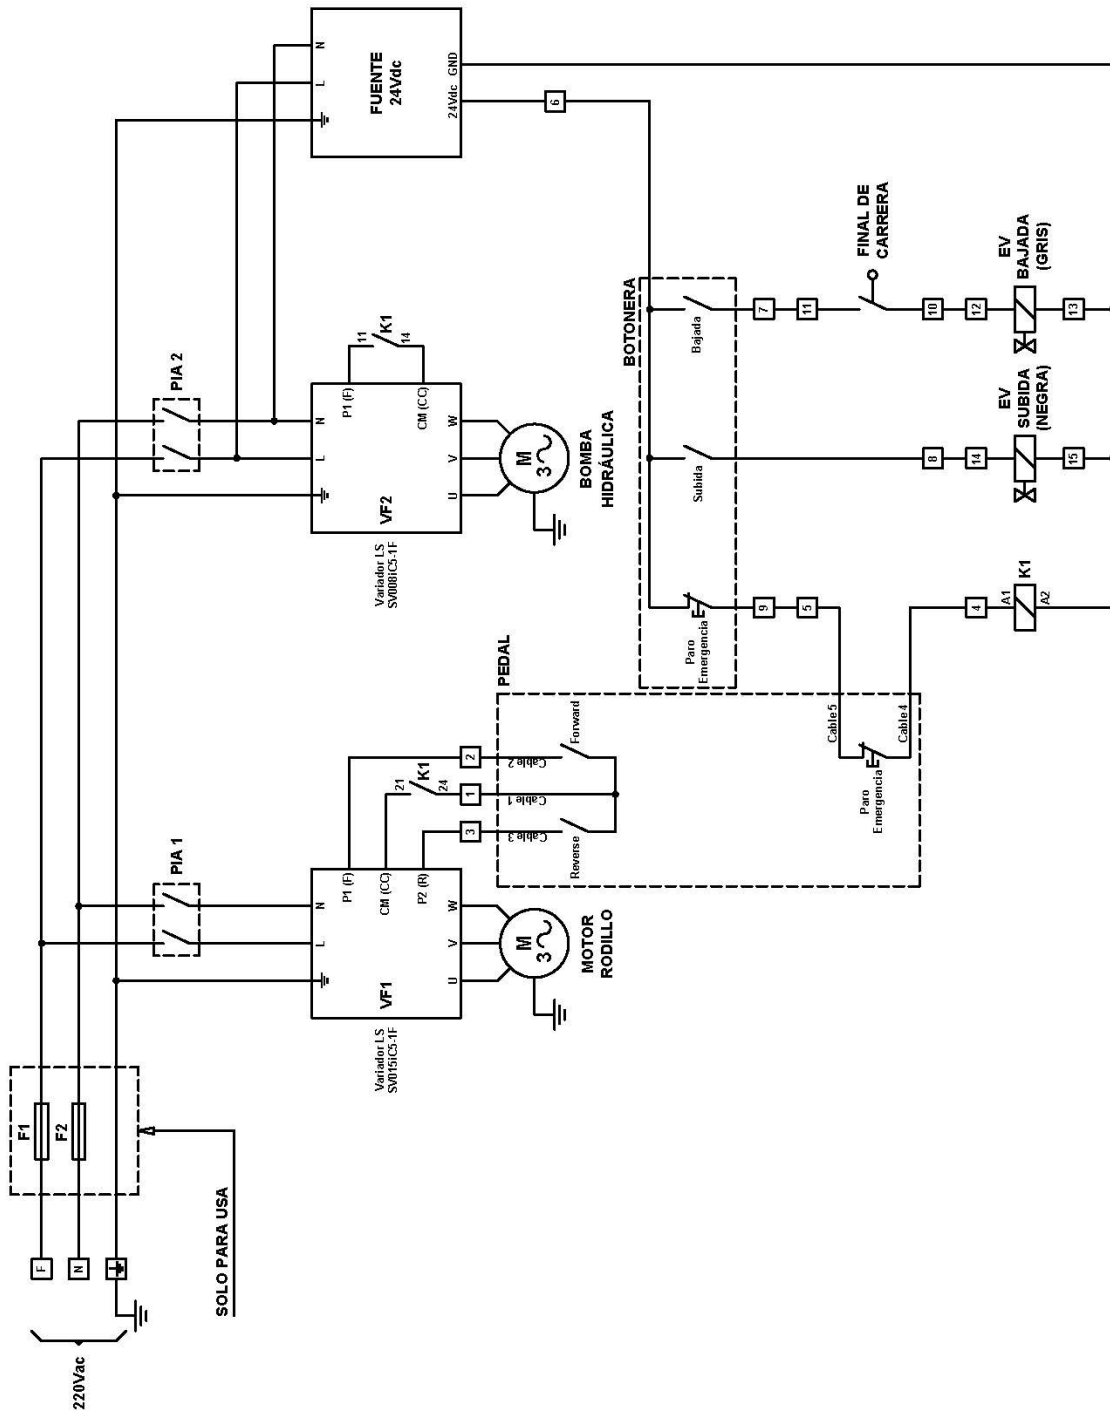 220Vac
F
N
F1
F2
SOLO PARA USA
PIA 1
PIA 2
Variador LS
SV015iC5-1F
VF1
L
N
P1 (F)
CM (CC)
P2 (R)
U
V
W
M
3
MOTOR
RODILLO
Variador LS
SV008iC5-1F
VF2
L
N
P1 (F)
CM (CC)
11
14
K1
U
V
W
M
3
BOMBA
HIDRÁULICA
FUENTE
24Vdc
L
N
24Vdc
GND
6
21
24
K1
3
1
2
PEDAL
Cable 3
Cable 1
Cable 2
Reverse
Forward
Paro
Emergencia
Cable 5
Cable 4
BOTONERA
Paro
Emergencia
Subida
Bajada
9
5
7
11
FINAL DE
CARRERA
4
8
14
10
12
A1
A2
K1
EV
SUBIDA
(NEGRA)
EV
BAJADA
(GRIS)
15
13